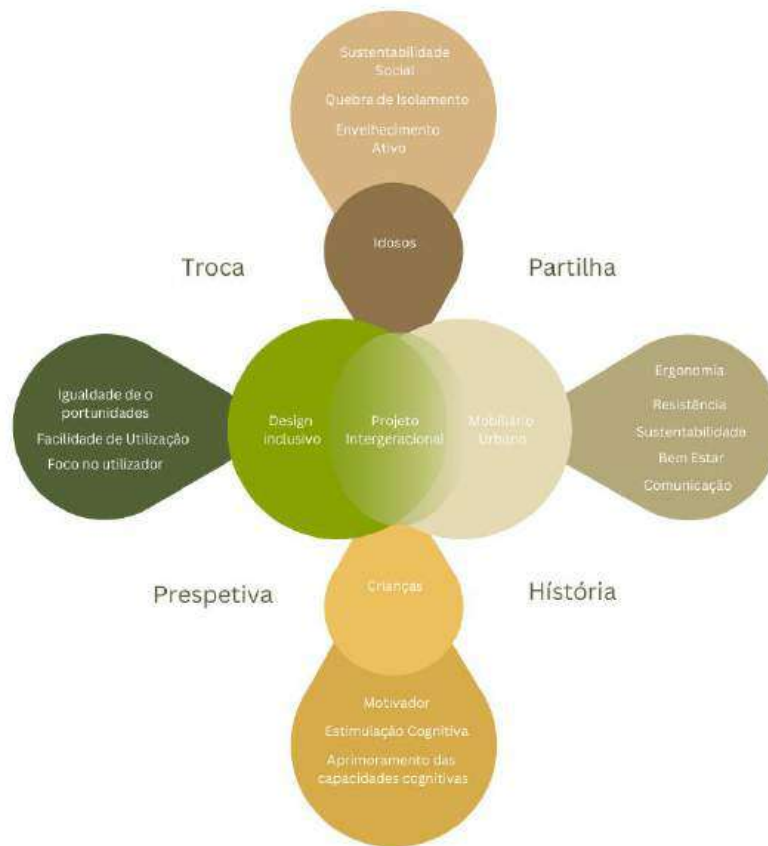 Sustentabilidade
Social
Quebra de Isolamento
Envelhecimento
Ativo
Idosos
Troca
Partilha
Igualdade de o
portunidades
Facilidade de Utilização
Foco no utilizador
Design
inclusivo
Projeto
Intergeracional
Mobiliário
Urbano
Ergonomia
Resistência
Sustentabilidade
Bem Estar
Comunicação
Prespetiva
Hístória
Crianças
Motivador
Estimulação Cognitiva
Aprimoramento das
capacidades cognitivas